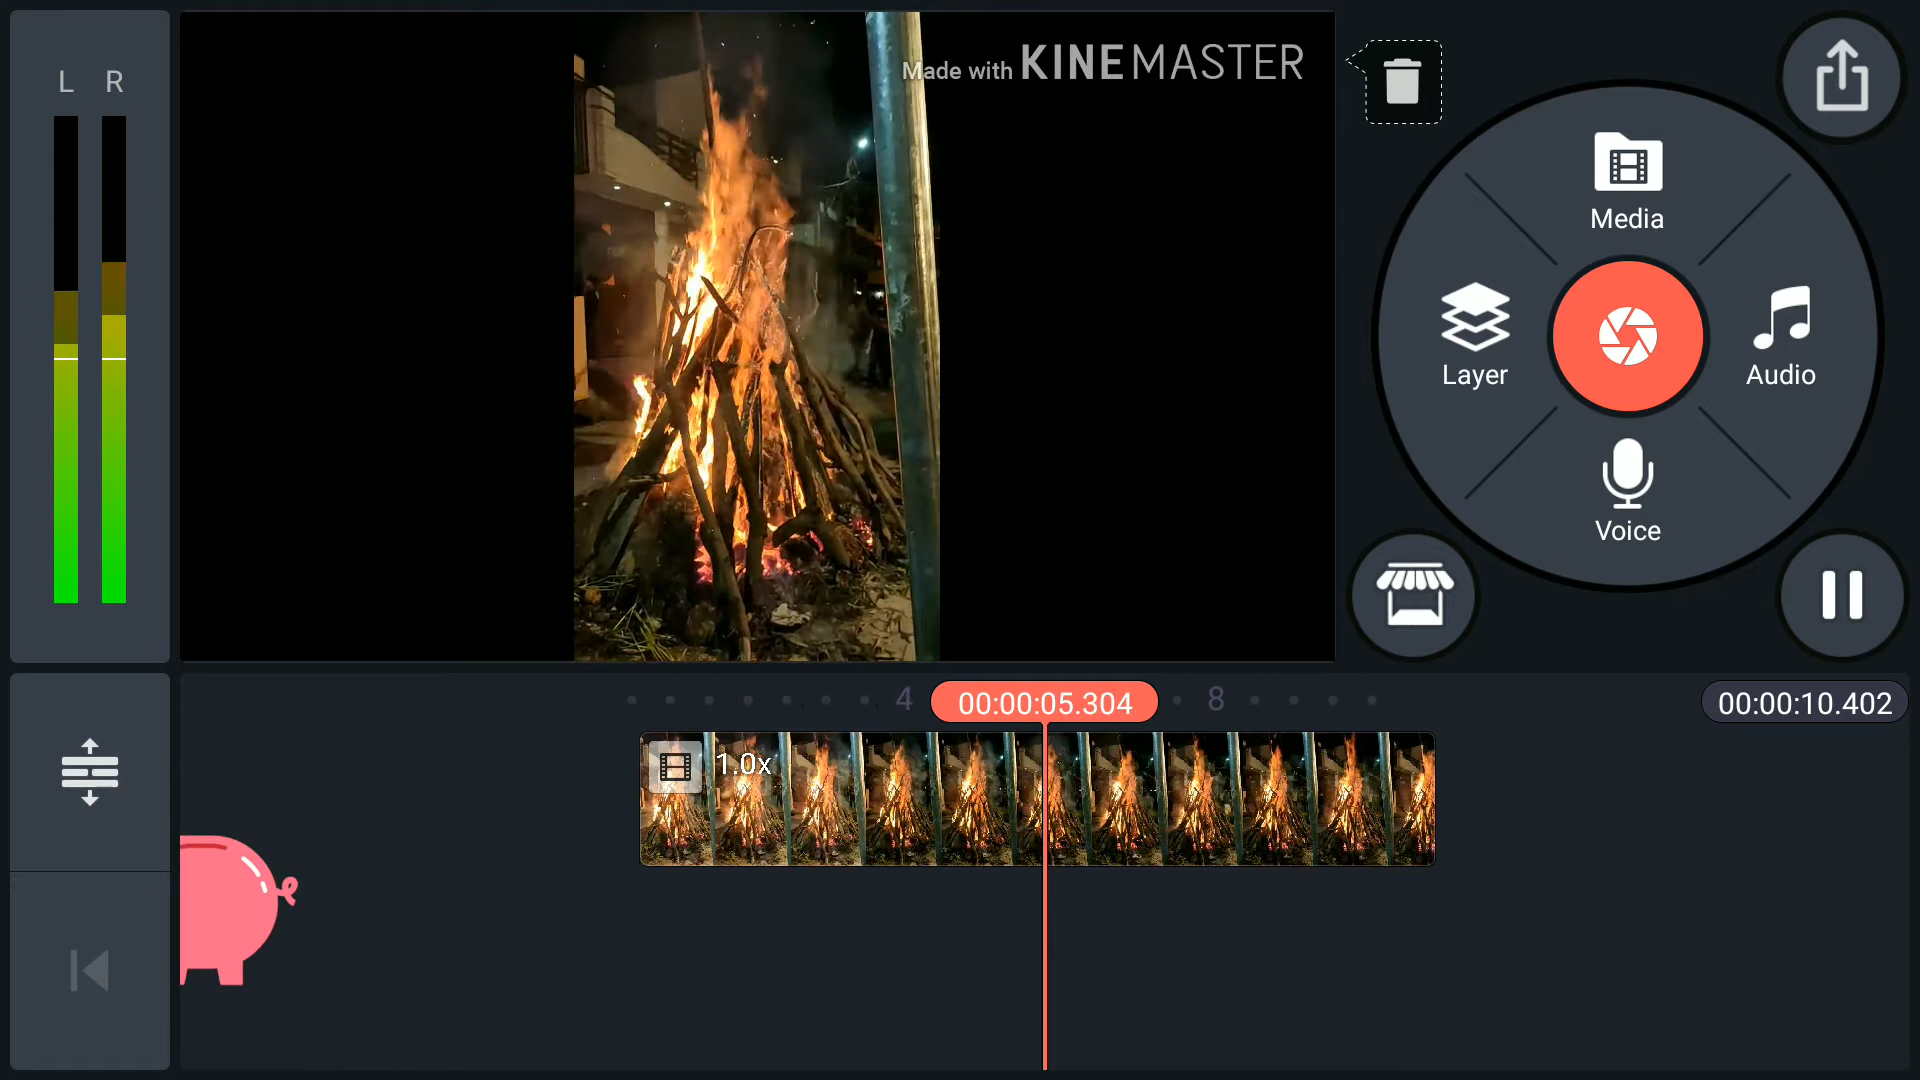 L R
Made with KINEMASTER
Media
Layer
Audio
Voice
4
00:00:05.304
8
00:00:10.402
1.0x